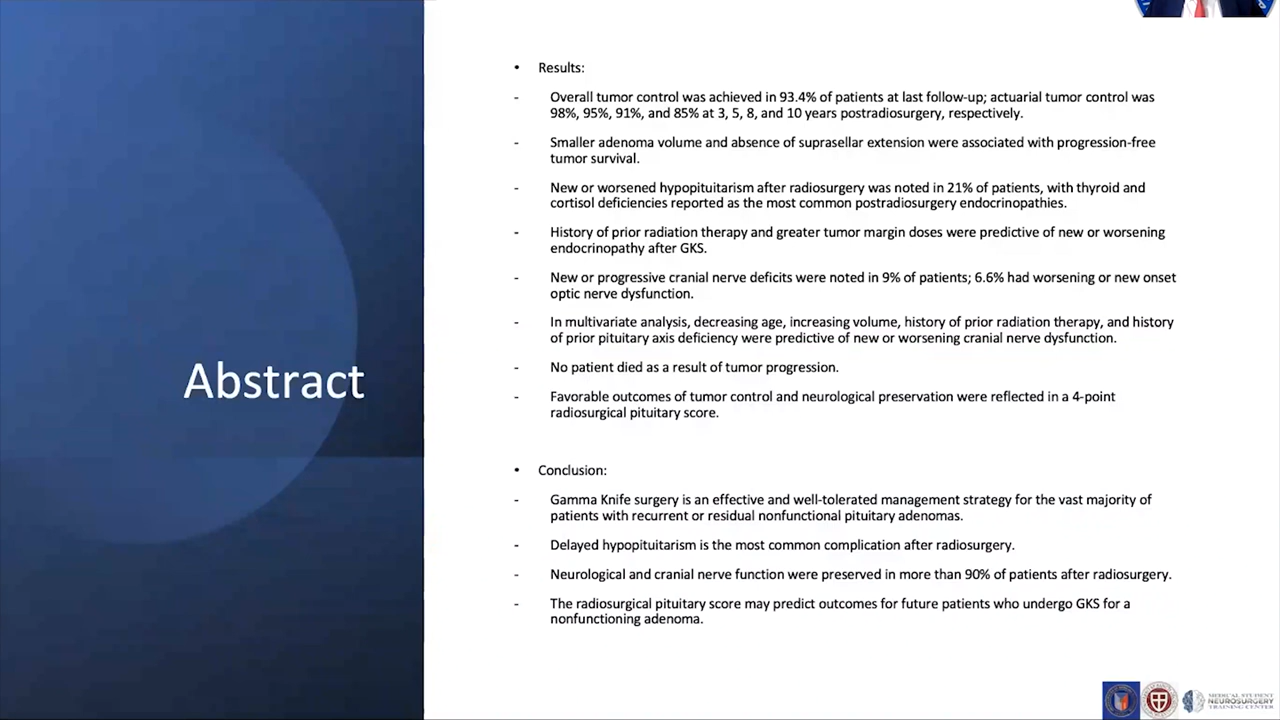 Abstract
• Results:
- Overall tumor control was achieved in 93.4% of patients at last follow-up; actuarial tumor control was
98%, 95%, 91%, and 85% at 3, 5, 8, and 10 years postradiosurgery, respectively.
- Smaller adenoma volume and absence of suprasellar extension were associated with progression-free
tumor survival.
- New or worsened hypopituitarism after radiosurgery was noted in 21% of patients, with thyroid and
cortisol deficiencies reported as the most common postradiosurgery endocrinopathies.
- History of prior radiation therapy and greater tumor margin doses were predictive of new or worsening
endocrinopathy after GKS.
- New or progressive cranial nerve deficits were noted in 9% of patients; 6.6% had worsening or new onset
optic nerve dysfunction.
- In multivariate analysis, decreasing age, increasing volume, history of prior radiation therapy, and history
of prior pituitary axis deficiency were predictive of new or worsening cranial nerve dysfunction.
- No patient died as a result of tumor progression.
- Favorable outcomes of tumor control and neurological preservation were reflected in a 4-point
radiosurgical pituitary score.
• Conclusion:
- Gamma Knife surgery is an effective and well-tolerated management strategy for the vast majority of
patients with recurrent or residual nonfunctional pituitary adenomas.
- Delayed hypopituitarism is the most common complication after radiosurgery.
- Neurological and cranial nerve function were preserved in more than 90% of patients after radiosurgery.
- The radiosurgical pituitary score may predict outcomes for future patients who undergo GKS for a
nonfunctioning adenoma.
MEDICAL STUDENT
NEUROSURGERY
TRAINING CENTER